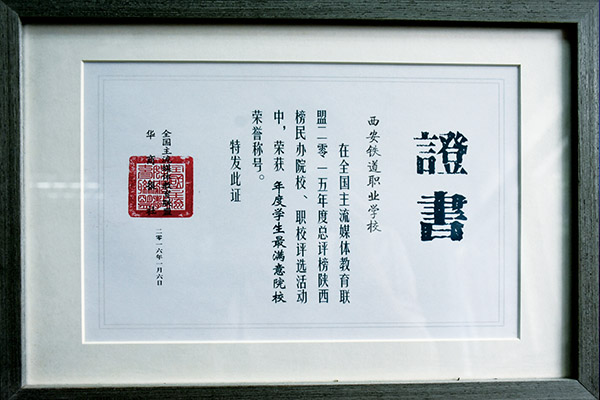 證書
西安铁道职业学校
在全国主流媒体教育联
盟二零一五年度总评榜陕西
榜民办院校、职校评选活动
中，荣获 年度学生最满意院校
荣誉称号。
特发此证
全国主流媒体教育联盟
华商报社
二零一六年一月六日